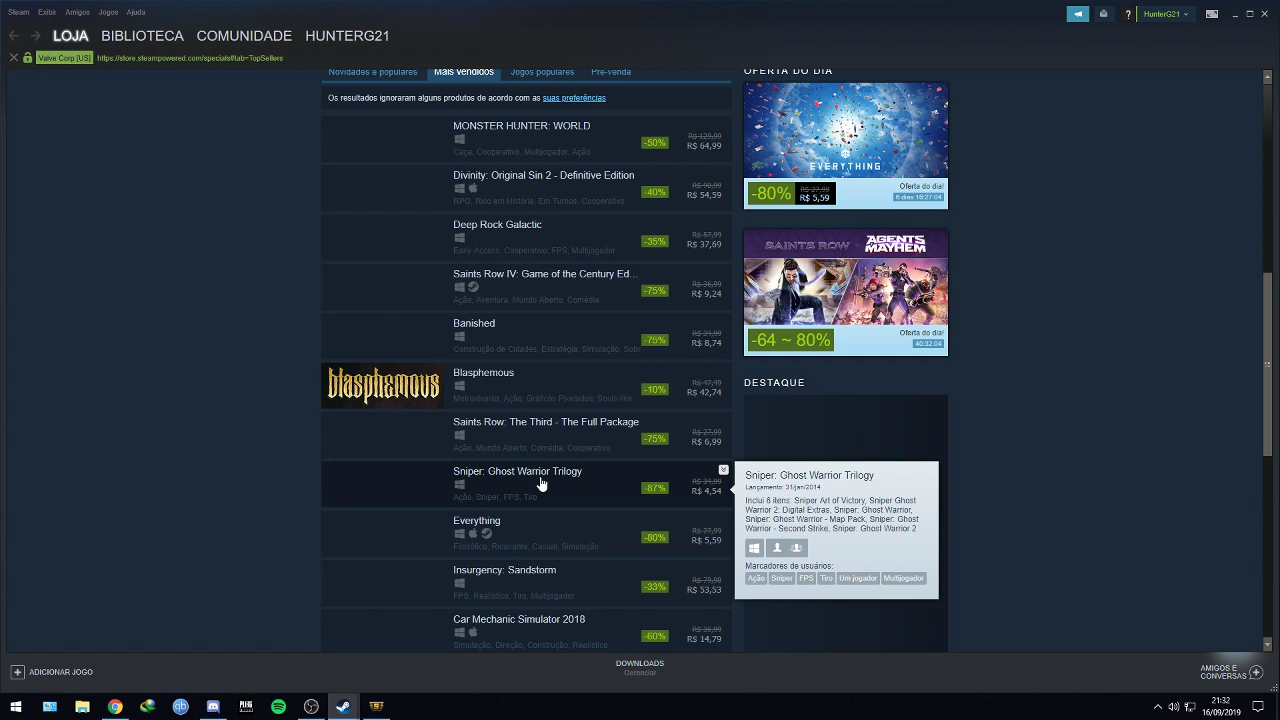 Steam Exibir Amigos Jogos Ajuda
HunterG21
LOJA BIBLIOTECA COMUNIDADE HUNTERG21
Valve Corp [US] https://store.steampowered.com/specials#tab=TopSellers
Novidades e populares Mais vendidos Jogos populares Pré-venda
Os resultados ignoraram alguns produtos de acordo com as suas preferências
MONSTER HUNTER: WORLD
-50% R$ 129,99
R$ 64,99
Caça, Cooperativo, Multijogador, Ação
Divinity: Original Sin 2 - Definitive Edition
-40% R$ 90,99
R$ 54,59
RPG, Rico em História, Em Turnos, Cooperativo
Deep Rock Galactic
-35% R$ 57,99
R$ 37,69
Early Access, Cooperativo, FPS, Multijogador
Saints Row IV: Game of the Century Ed...
-75% R$ 36,99
R$ 9,24
Ação, Aventura, Mundo Aberto, Comédia
Banished
-75% R$ 34,99
R$ 8,74
Construção de Cidades, Estratégia, Simulação, Sobr
blasphemous
Blasphemous
-10% R$ 47,49
R$ 42,74
Metroidvania, Ação, Gráficos Pixelados, Souls-like
Saints Row: The Third - The Full Package
-75% R$ 27,99
R$ 6,99
Ação, Mundo Aberto, Comédia, Cooperativo
Sniper: Ghost Warrior Trilogy
-87% R$ 34,99
R$ 4,54
Ação, Sniper, FPS, Tiro
Everything
-80% R$ 27,99
R$ 5,59
Filosófico, Relaxante, Casual, Simulação
Insurgency: Sandstorm
-33% R$ 79,90
R$ 53,53
FPS, Realístico, Tiro, Multijogador
Car Mechanic Simulator 2018
-60% R$ 36,99
R$ 14,79
Simulação, Direção, Construção, Realístico
OFERTA DO DIA
EVERYTHING
-80% R$ 27,99
R$ 5,59
Oferta do dia!
6 dias 16:27:04
SAINTS ROW AGENTS MAYHEM
-64 ~ 80%
Oferta do dia!
40:32:04
DESTAQUE
Sniper: Ghost Warrior Trilogy
Lançamento: 31/jan/2014
Inclui 6 itens: Sniper Art of Victory, Sniper Ghost
Warrior 2: Digital Extras, Sniper: Ghost Warrior,
Sniper: Ghost Warrior - Map Pack, Sniper: Ghost
Warrior - Second Strike, Sniper: Ghost Warrior 2
Marcadores de usuários:
Ação Sniper FPS Tiro Um jogador Multijogador
ADICIONAR JOGO
DOWNLOADS
Gerenciar
AMIGOS E
CONVERSAS
PUBG
21:32
16/09/2019